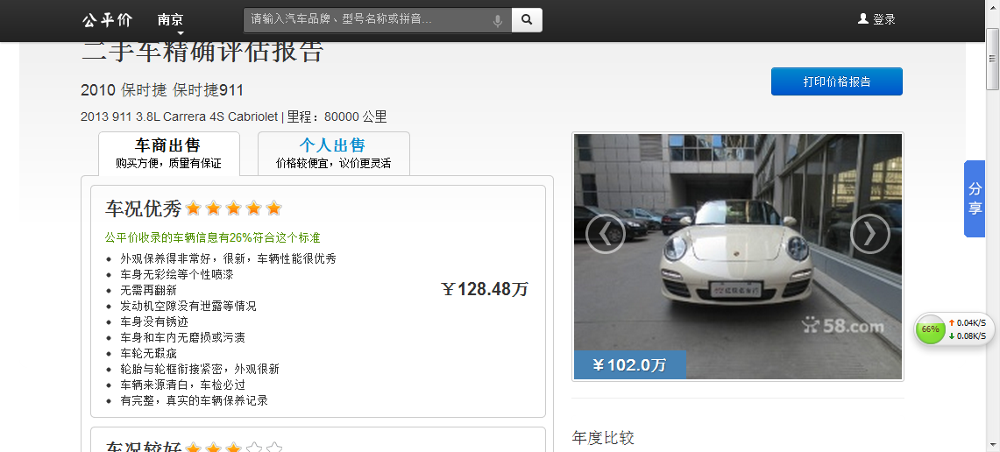 公平价
南京
请输入汽车品牌、型号名称或拼音...
登录
二手车精确评估报告
打印价格报告
2010 保时捷 保时捷911
2013 911 3.8L Carrera 4S Cabriolet | 里程：80000 公里
车商出售
购买方便，质量有保证
个人出售
价格较便宜，议价更灵活
车况优秀
公平价收录的车辆信息有26%符合这个标准
外观保养得非常好，很新，车辆性能很优秀
车身无彩绘等个性喷漆
无需再翻新
发动机空隙没有泄露等情况
车身没有锈迹
车身和车内无磨损或污渍
车轮无瑕疵
轮胎与轮框衔接紧密，外观很新
车辆来源清白，车检必过
有完整，真实的车辆保养记录
￥128.48万
58.com
￥102.0万
分享
66%
0.04K/S
0.08K/S
车况较好
年度比较